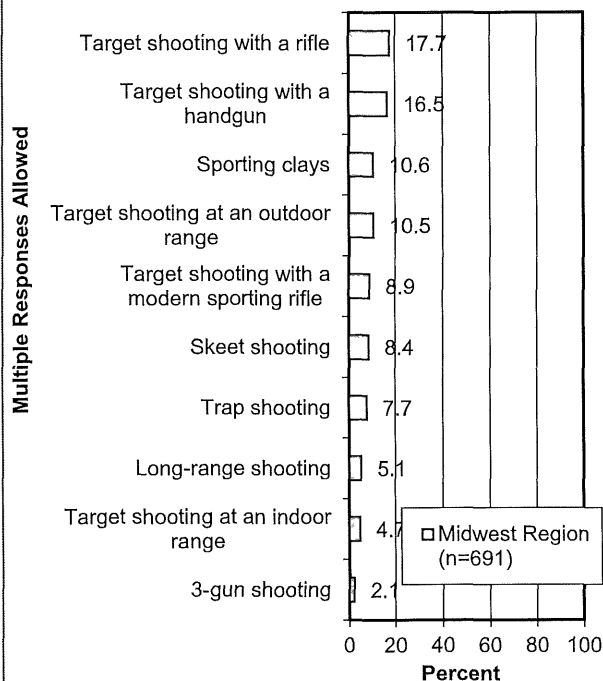 Multiple Responses Allowed
Target shooting with a rifle 17.7
Target shooting with a
handgun 16.5
Sporting clays 10.6
Target shooting at an outdoor
range 10.5
Target shooting with a
modern sporting rifle 8.9
Skeet shooting 8.4
Trap shooting 7.7
Long-range shooting 5.1
Target shooting at an indoor
range 4.7
3-gun shooting 2.1
Midwest Region
(n=691)
0 20 40 60 80 100
Percent